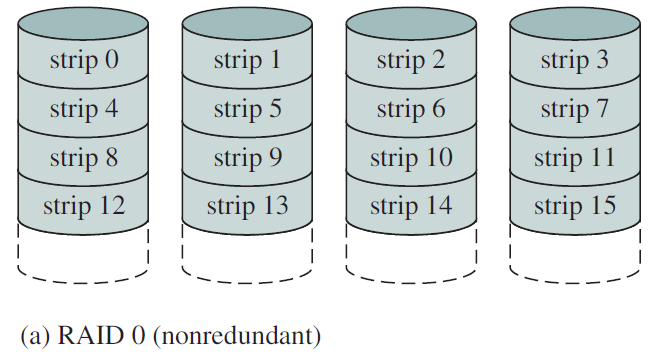 strip 0 strip 1 strip 2 strip 3
strip 4 strip 5 strip 6 strip 7
strip 8 strip 9 strip 10 strip 11
strip 12 strip 13 strip 14 strip 15
(a) RAID 0 (nonredundant)